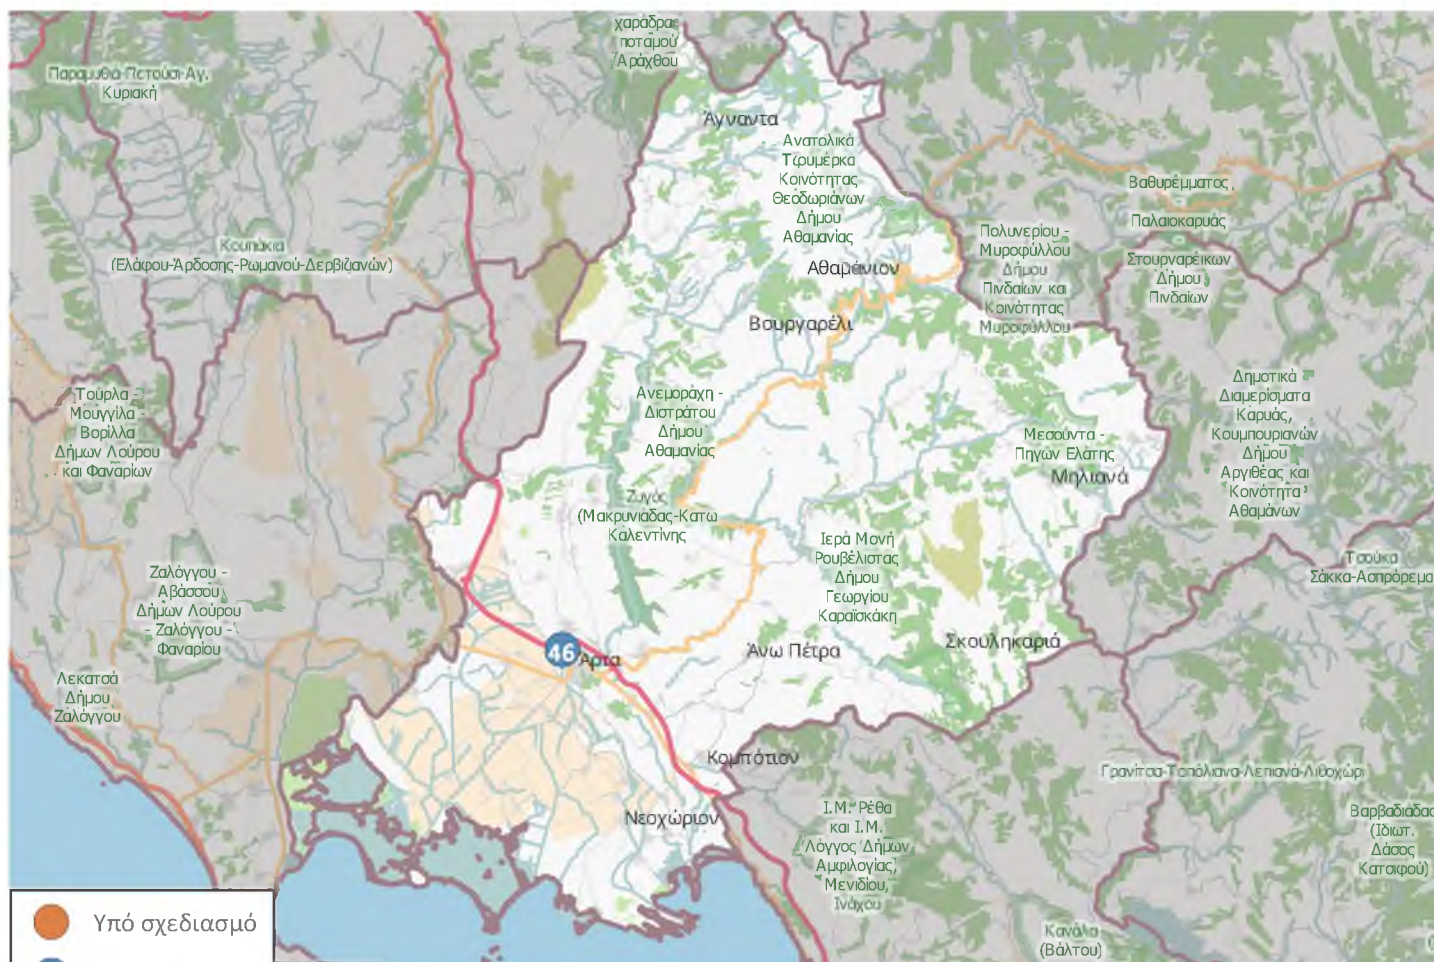 χαράδρας
ποταμού
Αράχθου
Παραμυθιά-Πετούσι-Αγ.
Κυριακή
Άγναντα
Ανατολικά
Τζουμέρκα
Κοινότητας
Θεοδωριάνων
Δήμου
Αθαμανίας
Βαθυρέμματος,
Παλαιοκαρυάς
Κουπάκια
(Ελάφου-Άρδοσης-Ρωμανού-Δερβιζιανών)
Πολυνερίου -
Μυροφύλλου
Δήμου
Πινδαίων και
Κοινότητας
Μυροφύλλου
Στουρναρέικων
Δήμου
Πινδαίων
Αθαμάνιον
Βουργαρέλι
Τούρλα -
Μουγγίλα -
Βορίλλα
Δήμων Λούρου
και Φαναρίων
Ανεμοράχη -
Διστράτου
Δήμου
Αθαμανίας
Δημοτικά
Διαμερίσματα
Καρυάς,
Κουμπουριανών
Δήμου
Αργιθέας και
Κοινότητα
Αθαμάνων
Μεσούντα -
Πηγών Ελάτης
Μηλιανά
Ζυγός
(Μακρυνιάδας-Κατω
Καλεντίνης
Ιερά Μονή
Ρουβέλιστας
Δήμου
Γεωργίου
Καραϊσκάκη
Τσούκα
Σάκκα-Ασπρόρεμα
Ζαλόγγου -
Αβάσσου
Δήμων Λούρου
- Ζαλόγγου -
Φαναρίου
46
Άρτα
Άνω Πέτρα
Σκουληκαριά
Λεκατσά
Δήμου
Ζαλόγγου
Κομπότιον
Γρανίτσα-Τοπόλιανα-Λεπιανά-Λιθοχώρι
Νεοχώριον
Ι.Μ. Ρέθα
και Ι.Μ.
Λόγγος Δήμων
Αμφιλογίας,
Μενιδίου,
Ινάχου
Βαρβαδιάδας
(Ιδιωτ.
Δάσος
Κατσιφού)
Κανάλα
(Βάλτου)
Υπό σχεδιασμό